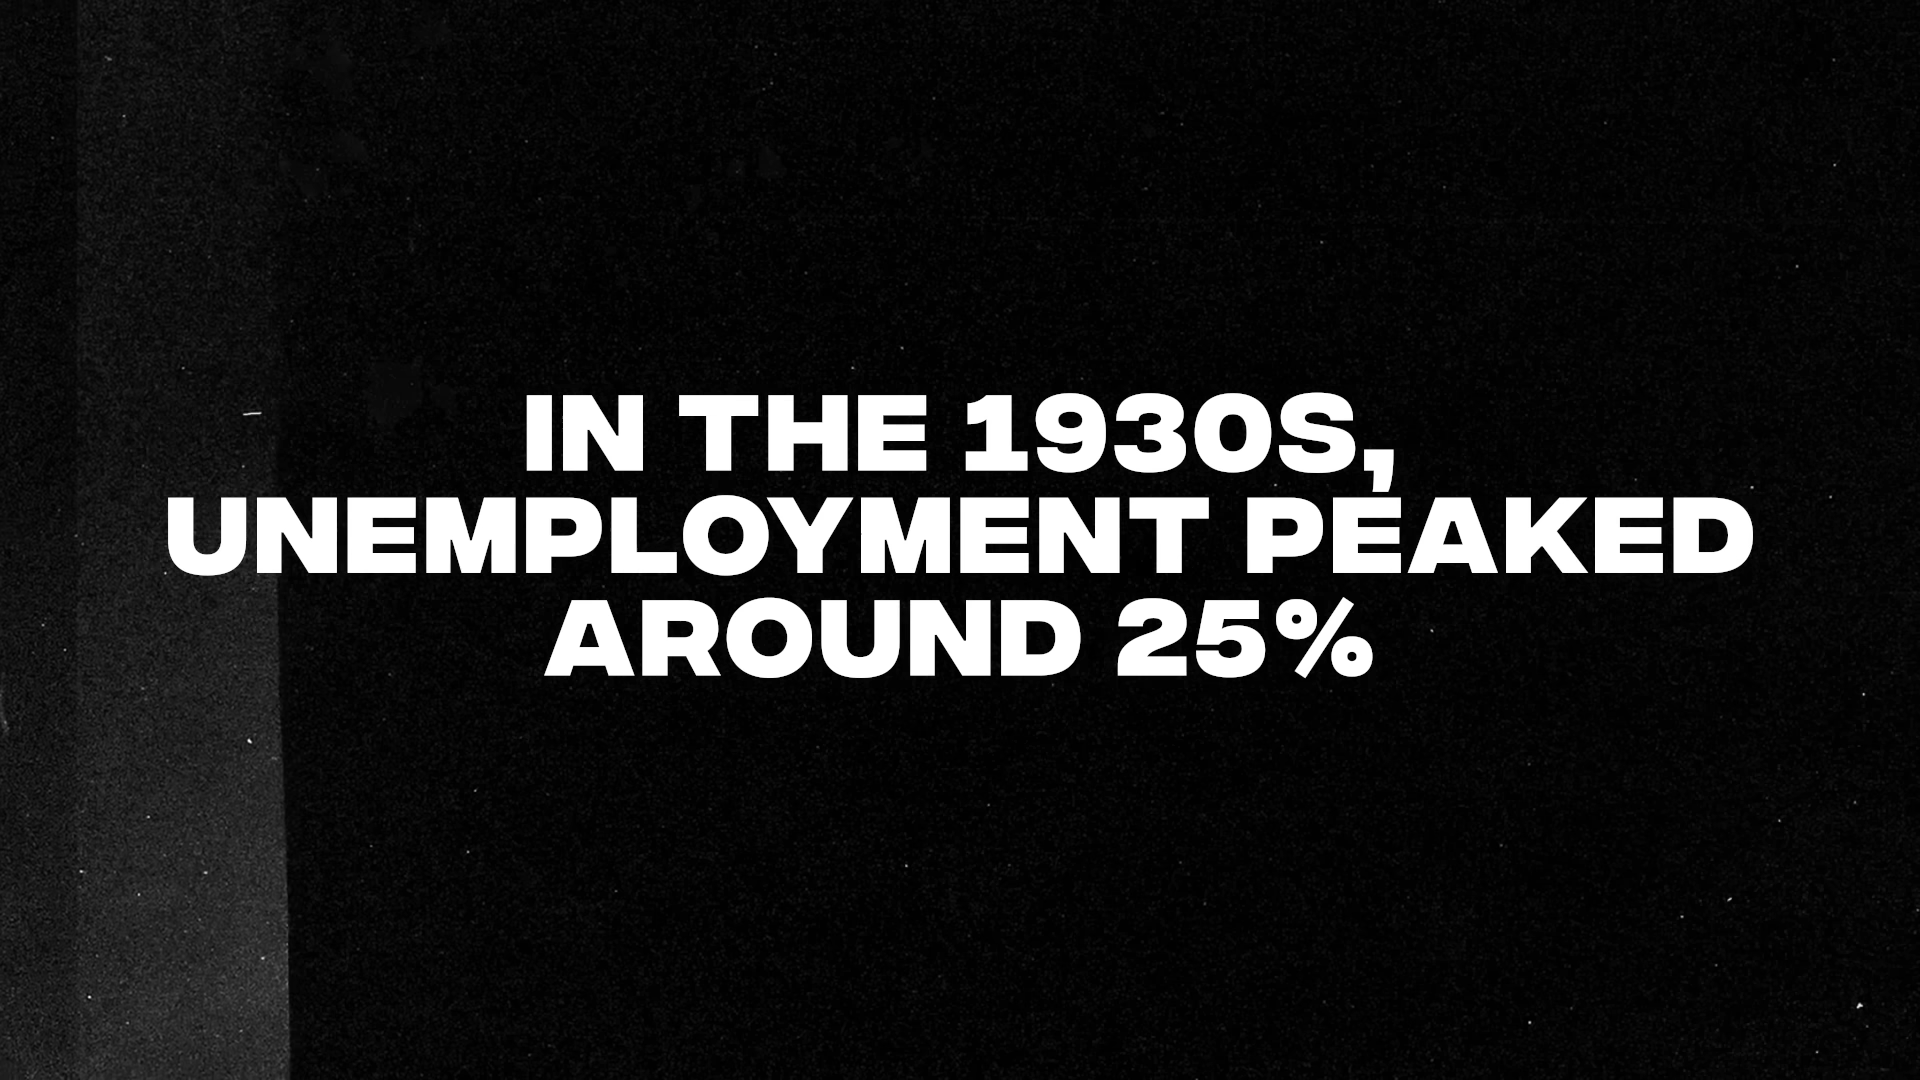 IN THE 1930S,
UNEMPLOYMENT PEAKED
AROUND 25%